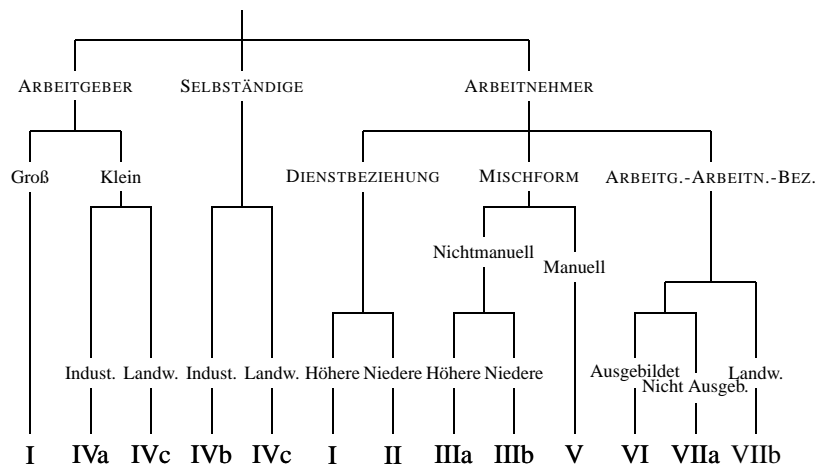 ARBEITGEBER SELBSTÄNDIGE ARBEITNEHMER
Groß Klein DIENSTBEZIEHUNG MISCHFORM ARBEITG.-ARBEITN.-BEZ.
Nichtmanuell
Manuell
Indust. Landw. Indust. Landw. Höhere Niedere Höhere Niedere Ausgebildet Landw.
Nicht Ausgeb.
I IVa IVc IVb IVc I II IIIa IIIb V VI VIIa VIIb